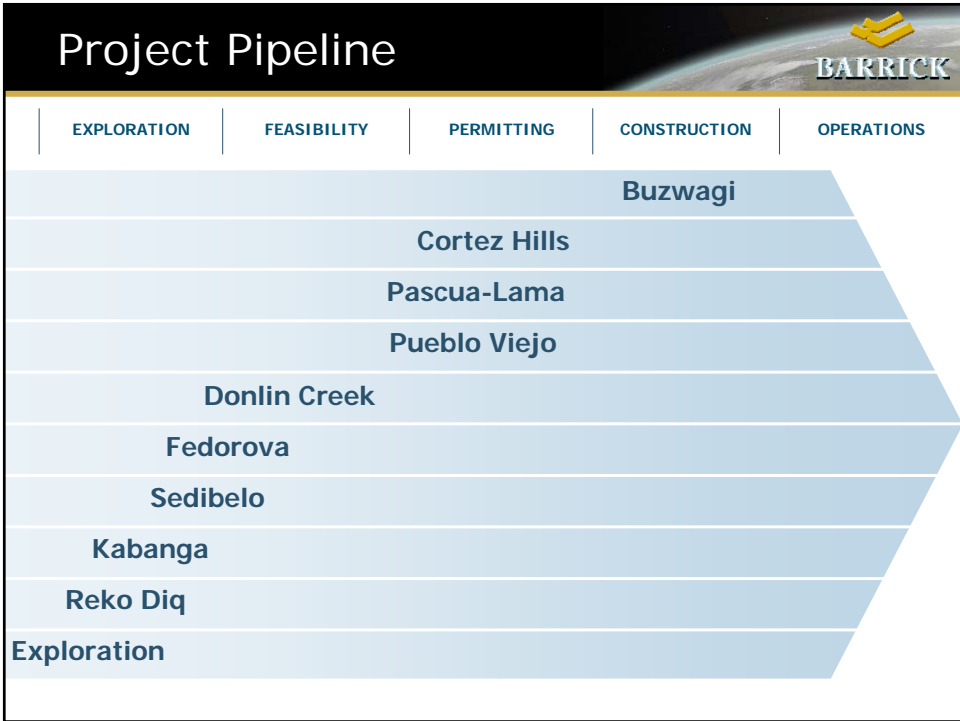 Project Pipeline
BARRICK
EXPLORATION FEASIBILITY PERMITTING CONSTRUCTION OPERATIONS
Buzwagi
Cortez Hills
Pascua-Lama
Pueblo Viejo
Donlin Creek
Fedorova
Sedibelo
Kabanga
Reko Diq
Exploration